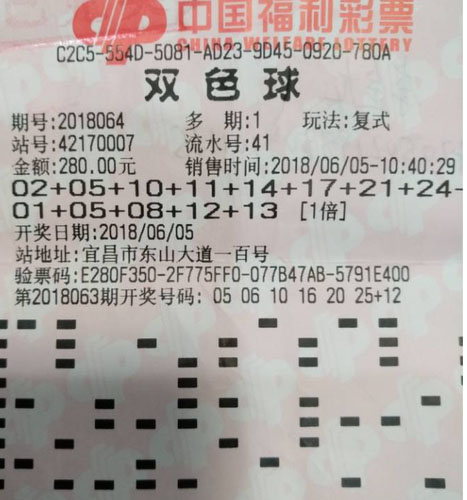 中国福利彩票
CHINA WELFARE LOTTERY
C2C5-554D-5081-AD23-9D45-0920-780A
双色球
期号:2018064 多期:1 玩法:复式
站号:42170007 流水号:41
金额:280.00元 销售时间:2018/06/05-10:40:29
02+05+10+11+14+17+21+24-
01+05+08+12+13 [1倍]
开奖日期:2018/06/05
站地址:宜昌市东山大道一百号
验票码:E280F350-2F775FF0-077B47AB-5791E400
第2018063期开奖号码: 05 06 10 16 20 25+12